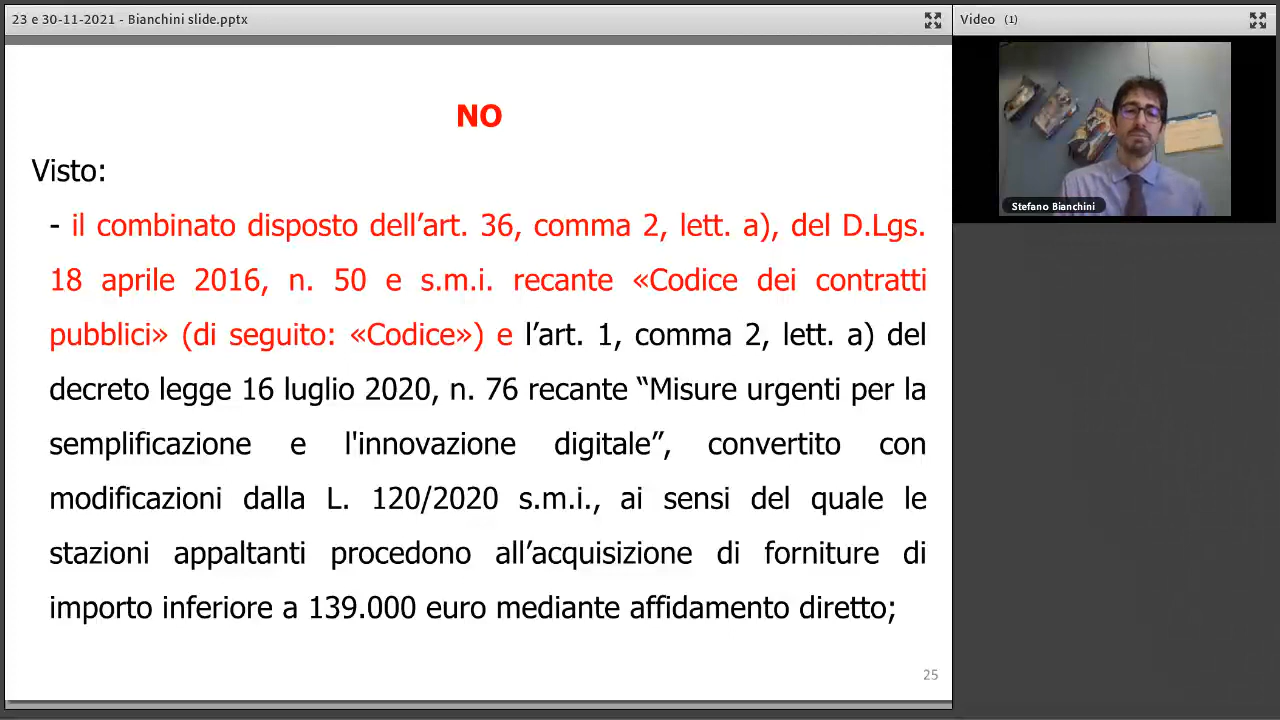 23 e 30-11-2021 - Bianchini slide.pptx
Video (1)
NO
Visto:
- il combinato disposto dell’art. 36, comma 2, lett. a), del D.Lgs.
18 aprile 2016, n. 50 e s.m.i. recante «Codice dei contratti
pubblici» (di seguito: «Codice») e l’art. 1, comma 2, lett. a) del
decreto legge 16 luglio 2020, n. 76 recante “Misure urgenti per la
semplificazione e l'innovazione digitale”, convertito con
modificazioni dalla L. 120/2020 s.m.i., ai sensi del quale le
stazioni appaltanti procedono all’acquisizione di forniture di
importo inferiore a 139.000 euro mediante affidamento diretto;
25
Stefano Bianchini